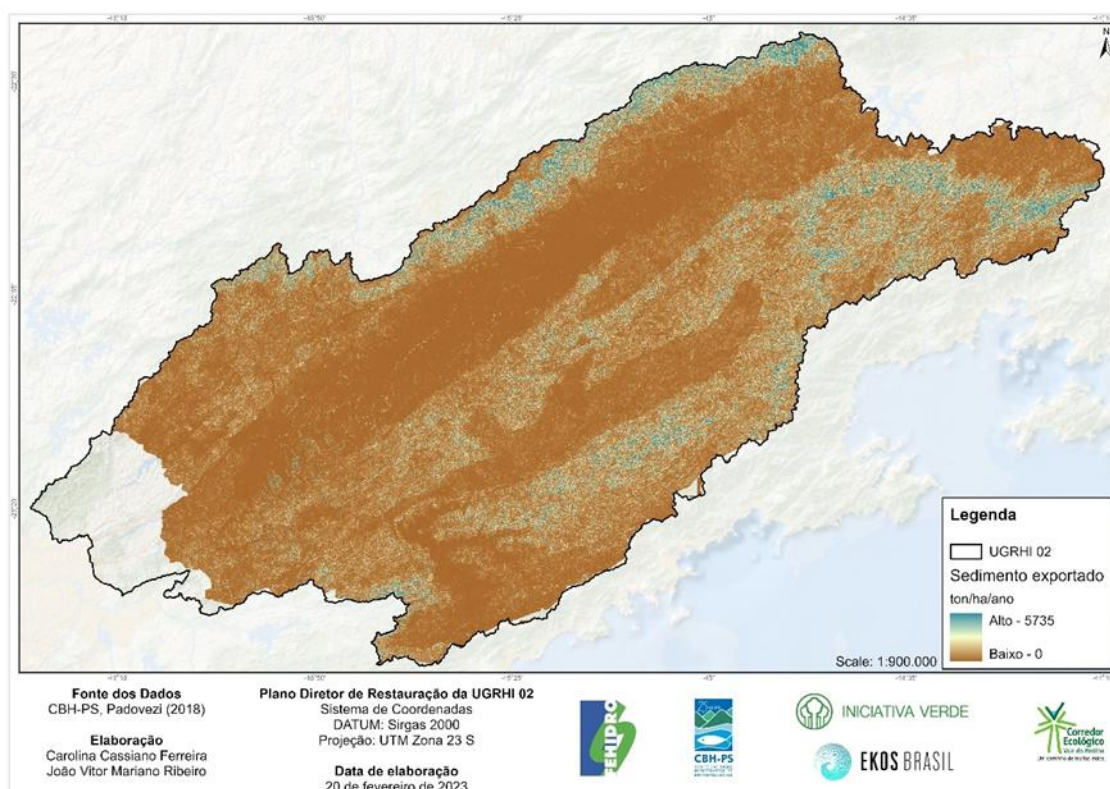 N
Legenda
UGRHI 02
Sedimento exportado
ton/ha/ano
Alto - 5735
Baixo - 0
Scale: 1:900.000
Fonte dos Dados
CBH-PS, Padovezi (2018)
Elaboração
Carolina Cassiano Ferreira
João Vitor Mariano Ribeiro
Plano Diretor de Restauração da UGRHI 02
Sistema de Coordenadas
DATUM: Sirgas 2000
Projeção: UTM Zona 23 S
Data de elaboração
20 de fevereiro de 2023
FEHIDRO
CBH-PS
INICIATIVA VERDE
EKOS BRASIL
Corredor
Ecológico